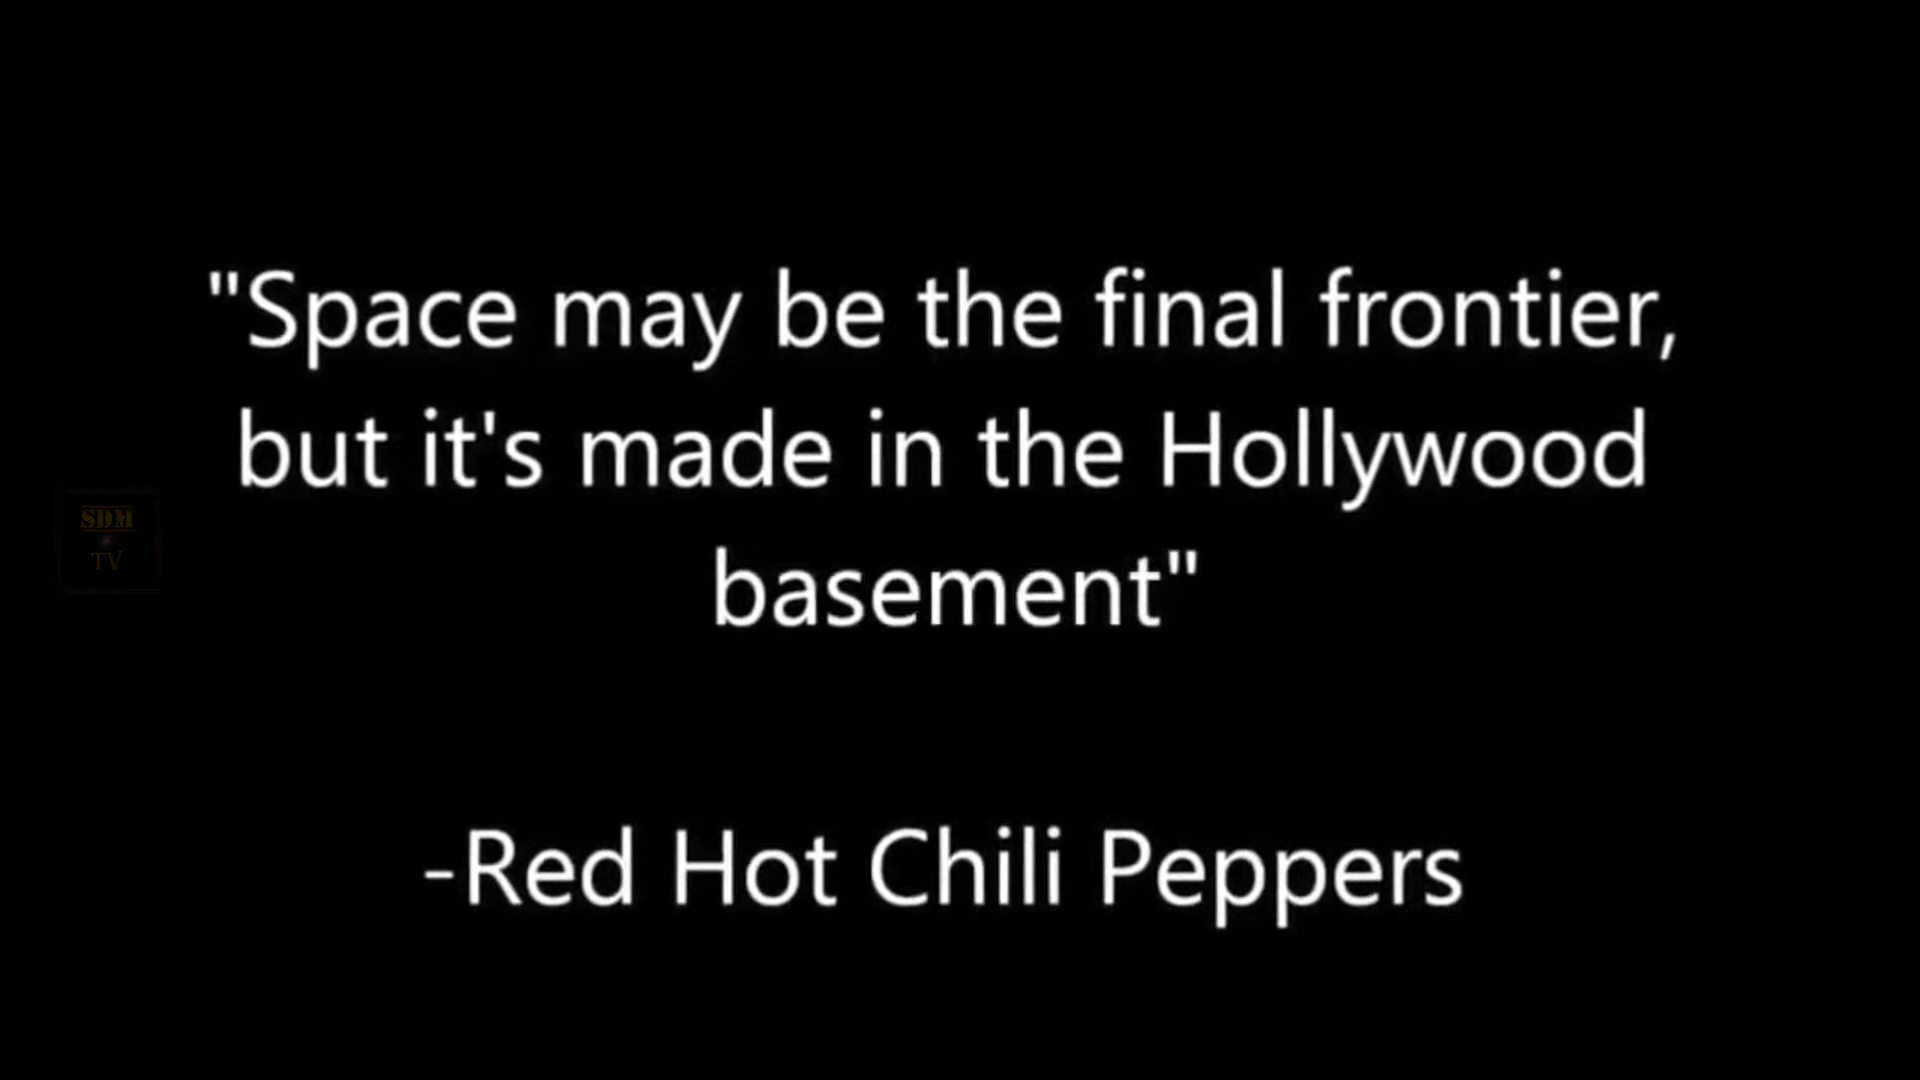 "Space may be the final frontier,
but it's made in the Hollywood
basement"
SDM
TV
-Red Hot Chili Peppers